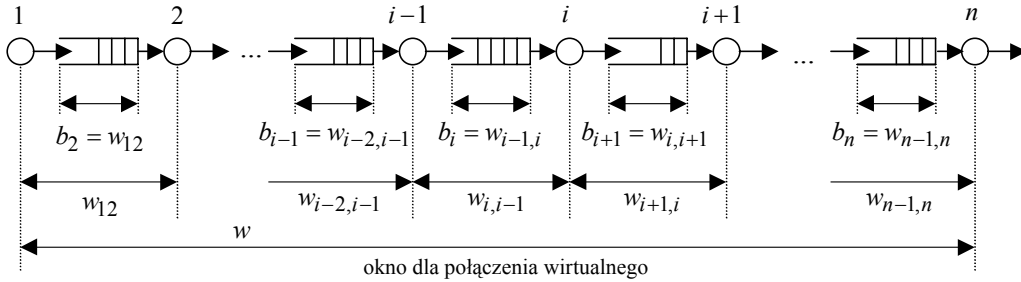 1 2 i−1 i i+1 n
... ...
b₂ = w₁₂ bᵢ₋₁ = wᵢ₋₂,ᵢ₋₁ bᵢ = wᵢ₋₁,ᵢ bᵢ₊₁ = wᵢ,ᵢ₊₁ bₙ = wₙ₋₁,ₙ
w₁₂ wᵢ₋₂,ᵢ₋₁ wᵢ,ᵢ₋₁ wᵢ₊₁,ᵢ wₙ₋₁,ₙ
w
okno dla połączenia wirtualnego